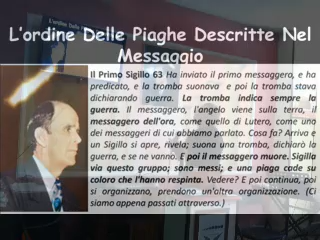 L'ordine Delle Piaghe Descritte Nel
Messaggio
Il Primo Sigillo 63 Ha inviato il primo messaggero, e ha
predicato, e la tromba suonava e poi la tromba stava
dichiarando guerra. La tromba indica sempre la
guerra. Il messaggero, l'angelo viene sulla terra, il
messaggero dell'ora, come quello di Lutero, come uno
dei messaggeri di cui abbiamo parlato. Cosa fa? Arriva e
un Sigillo si apre, rivela; suona una tromba, dichiarò la
guerra, e se ne vanno. E poi il messaggero muore. Sigilla
via questo gruppo; sono messi; e una piaga cade su
coloro che l'hanno respinta. Vedere? E poi continua, poi
si organizzano, prendono un'altra organizzazione. (Ci
siamo appena passati attraverso.)